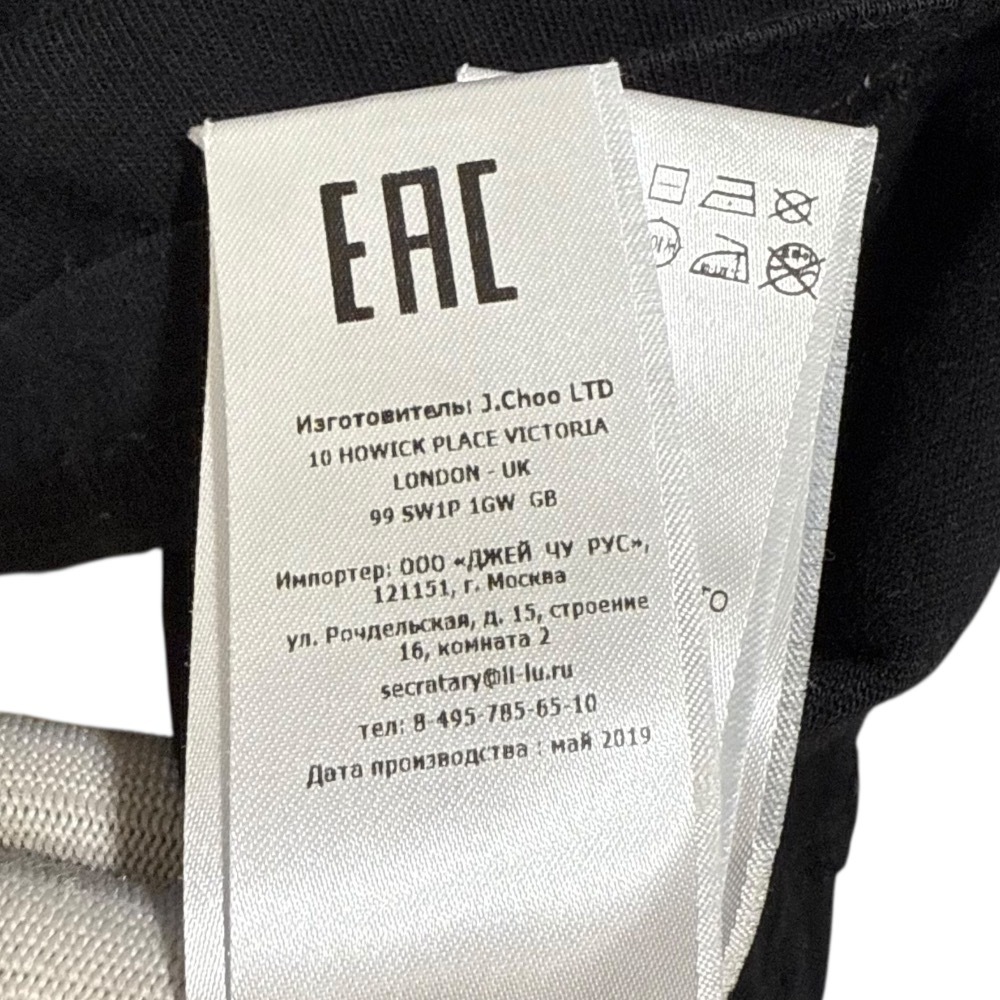 EAC
Изготовитель: J.Choo LTD
10 HOWICK PLACE VICTORIA
LONDON - UK
99 SW1P 1GW GB
Импортер: ООО «ДЖЕЙ ЧУ РУС»,
121151, г. Москва
ул. Рочдельская, д. 15, строение
16, комната 2
secratary@li-lu.ru
тел: 8 495-785-65-10
Дата производства : май 2019